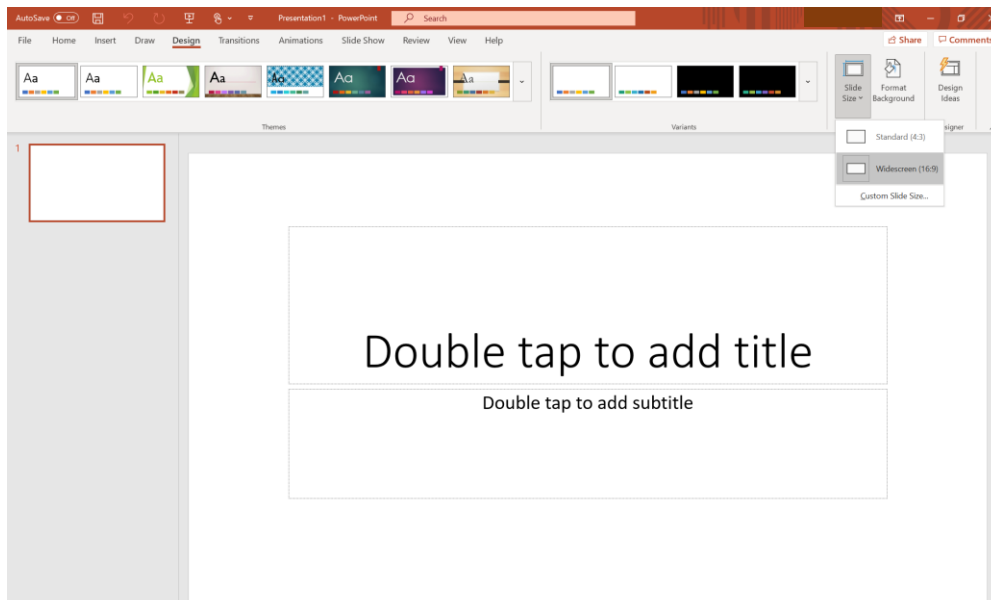 AutoSave Off Presentation1 - PowerPoint Search
File Home Insert Draw Design Transitions Animations Slide Show Review View Help Share Comments
Aa Aa Aa Aa Aa Aa Aa Aa
Slide Size Format Background Design Ideas
Themes Variants
Standard (4:3)
Widescreen (16:9)
Custom Slide Size...
1
Double tap to add title
Double tap to add subtitle